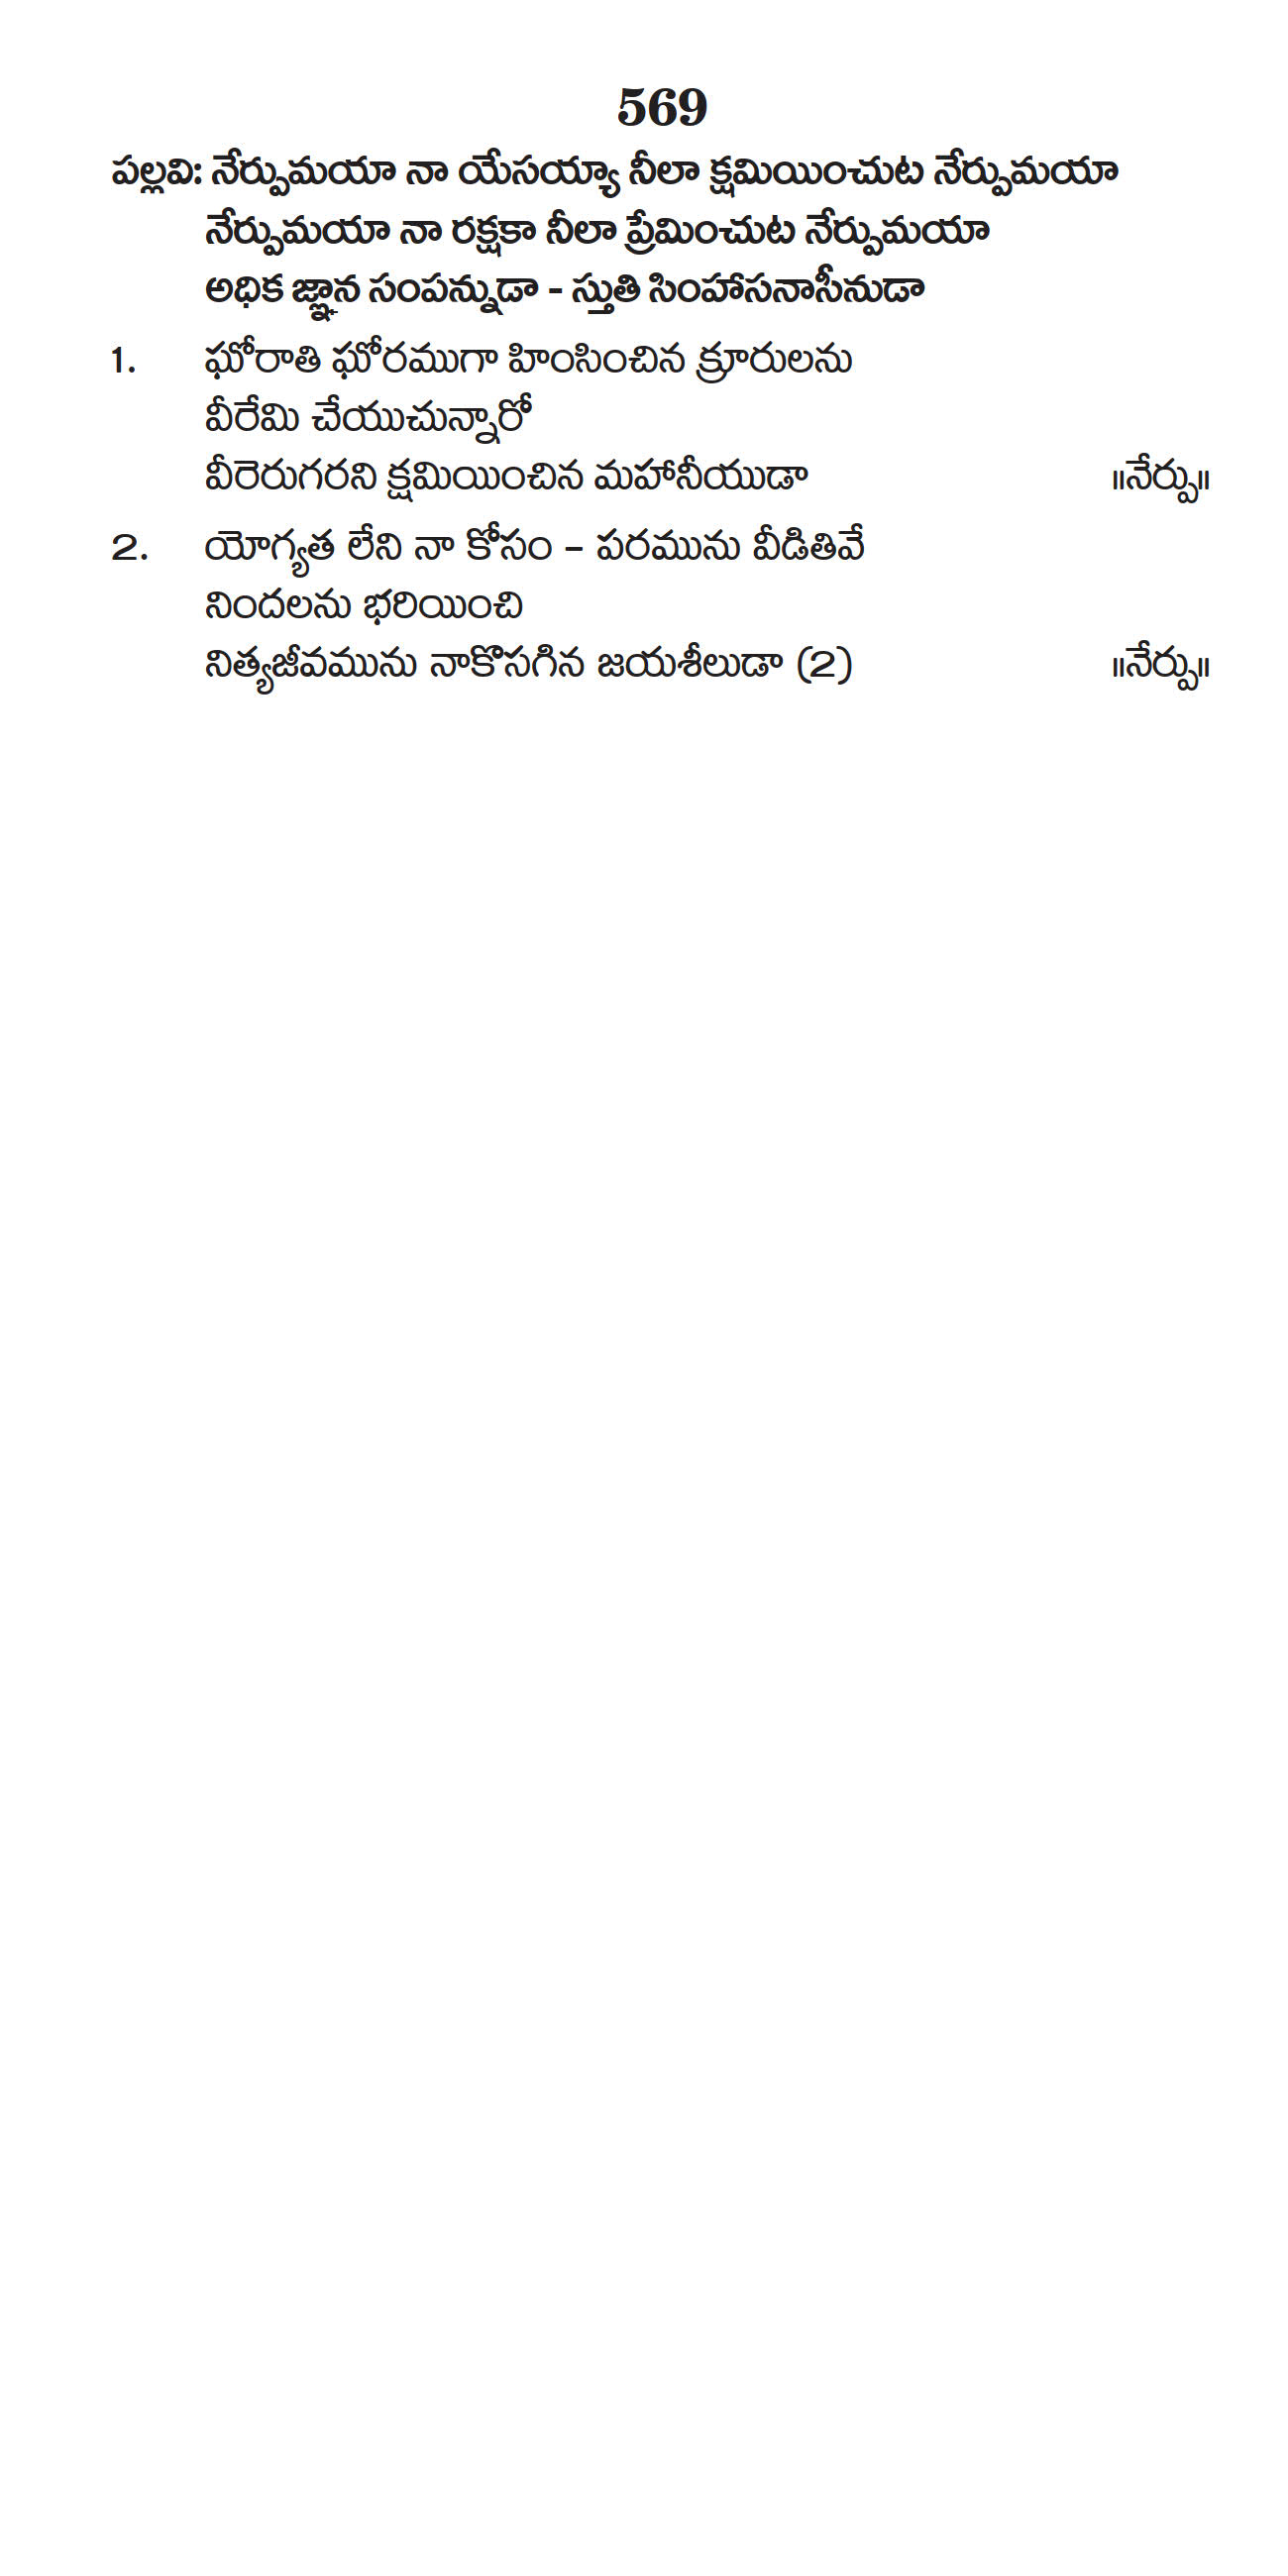 569
పల్లవి: నేర్పుమయా నా యేసయ్యా నీలా క్షమియించుట నేర్పుమయా
నేర్పుమయా నా రక్షకా నీలా ప్రేమించుట నేర్పుమయా
అధిక జ్ఞాన సంపన్నుడా - స్తుతి సింహాసనాసీనుడా
1. ఘోరాతి ఘోరముగా హింసించిన క్రూరులను
వీరేమి చేయుచున్నారో
వీరెరుగరని క్షమియించిన మహానీయుడా ॥నేర్పు॥
2. యోగ్యత లేని నా కోసం – పరమును వీడితివే
నిందలను భరియించి
నిత్యజీవమును నాకొసగిన జయశీలుడా (2) ॥నేర్పు॥